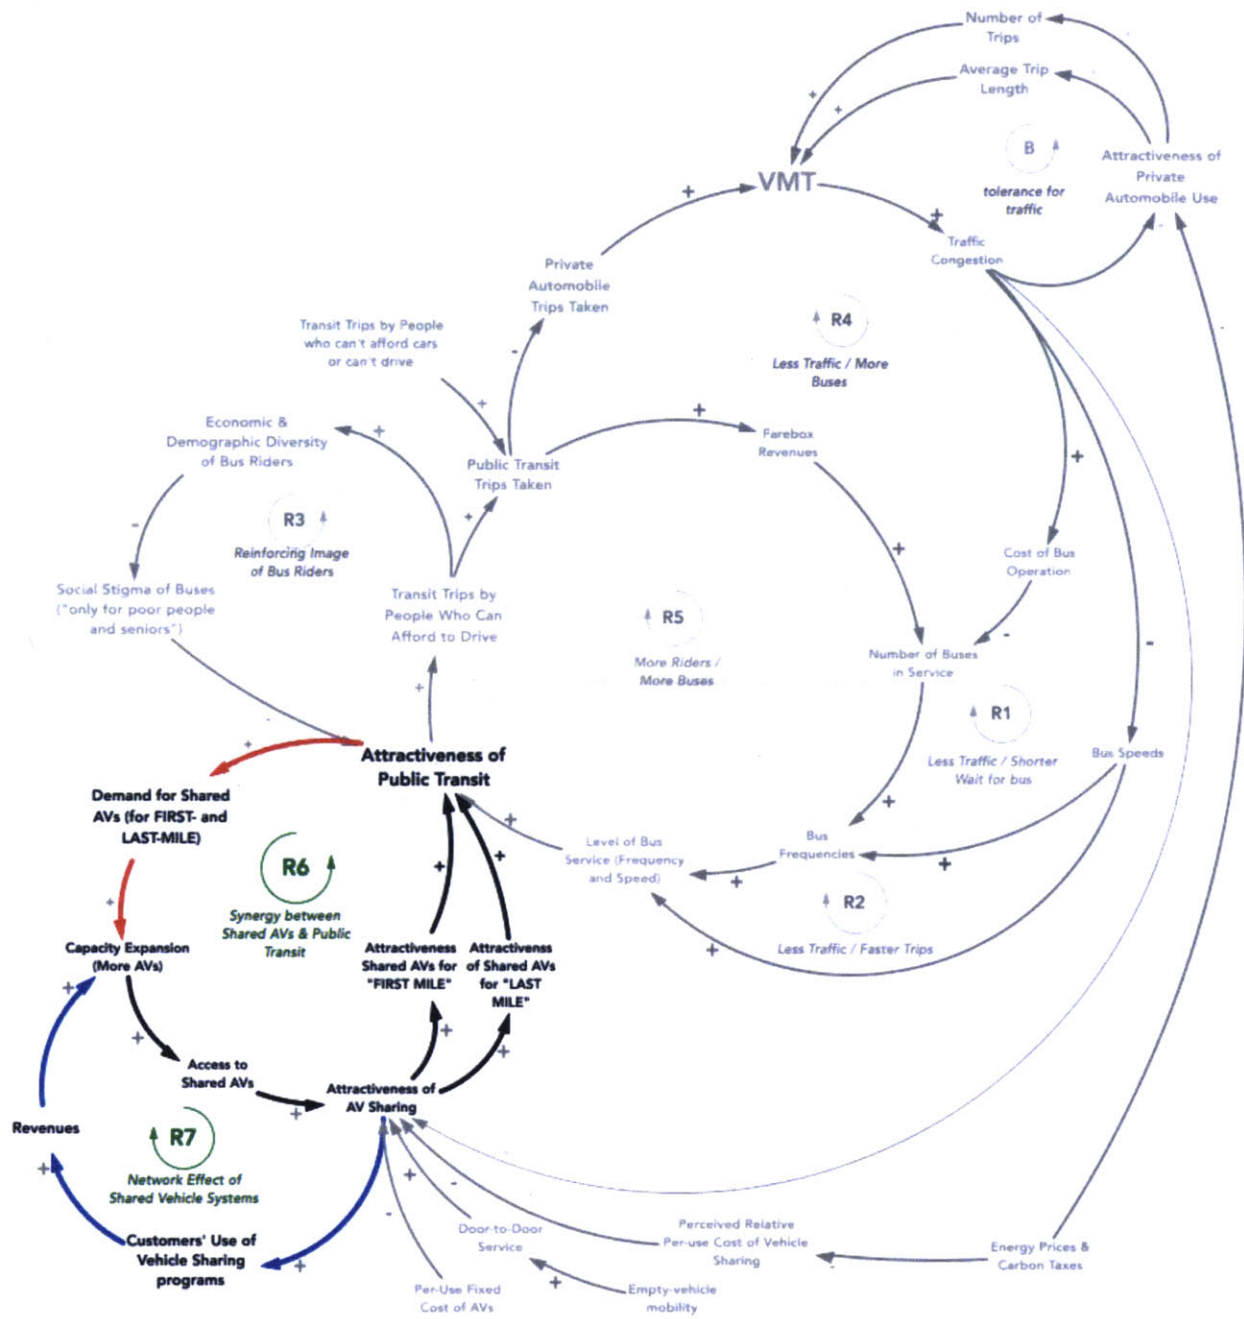 Number of
Trips
Average Trip
Length
+
+
B
tolerance for
traffic
Attractiveness of
Private
Automobile Use
-
VMT
+
+
Traffic
Congestion
Private
Automobile
Trips Taken
-
Transit Trips by People
who can't afford cars
or can't drive
+
R4
Less Traffic / More
Buses
Economic &
Demographic Diversity
of Bus Riders
+
-
R3
Reinforcing Image
of Bus Riders
Public Transit
Trips Taken
+
+
Farebox
Revenues
+
+
Cost of Bus
Operation
-
-
Social Stigma of Buses
("only for poor people
and seniors")
-
Transit Trips by
People Who Can
Afford to Drive
+
R5
More Riders /
More Buses
Number of Buses
in Service
+
R1
Less Traffic / Shorter
Wait for bus
Bus Speeds
+
+
Attractiveness of
Public Transit
+
Demand for Shared
AVs (for FIRST- and
LAST-MILE)
+
R6
Synergy between
Shared AVs & Public
Transit
+
+
+
Level of Bus
Service (Frequency
and Speed)
+
Bus
Frequencies
R2
Less Traffic / Faster Trips
Capacity Expansion
(More AVs)
+
+
Attractiveness
Shared AVs for
"FIRST MILE"
+
Attractivenss
of Shared AVs
for "LAST
MILE"
+
Access to
Shared AVs
+
Attractiveness of
AV Sharing
Revenues
+
R7
Network Effect of
Shared Vehicle Systems
Customers' Use of
Vehicle Sharing
programs
+
-
+
-
Door-to-Door
Service
Perceived Relative
Per-use Cost of Vehicle
Sharing
-
Energy Prices &
Carbon Taxes
Per-Use Fixed
Cost of AVs
+
Empty-vehicle
mobility